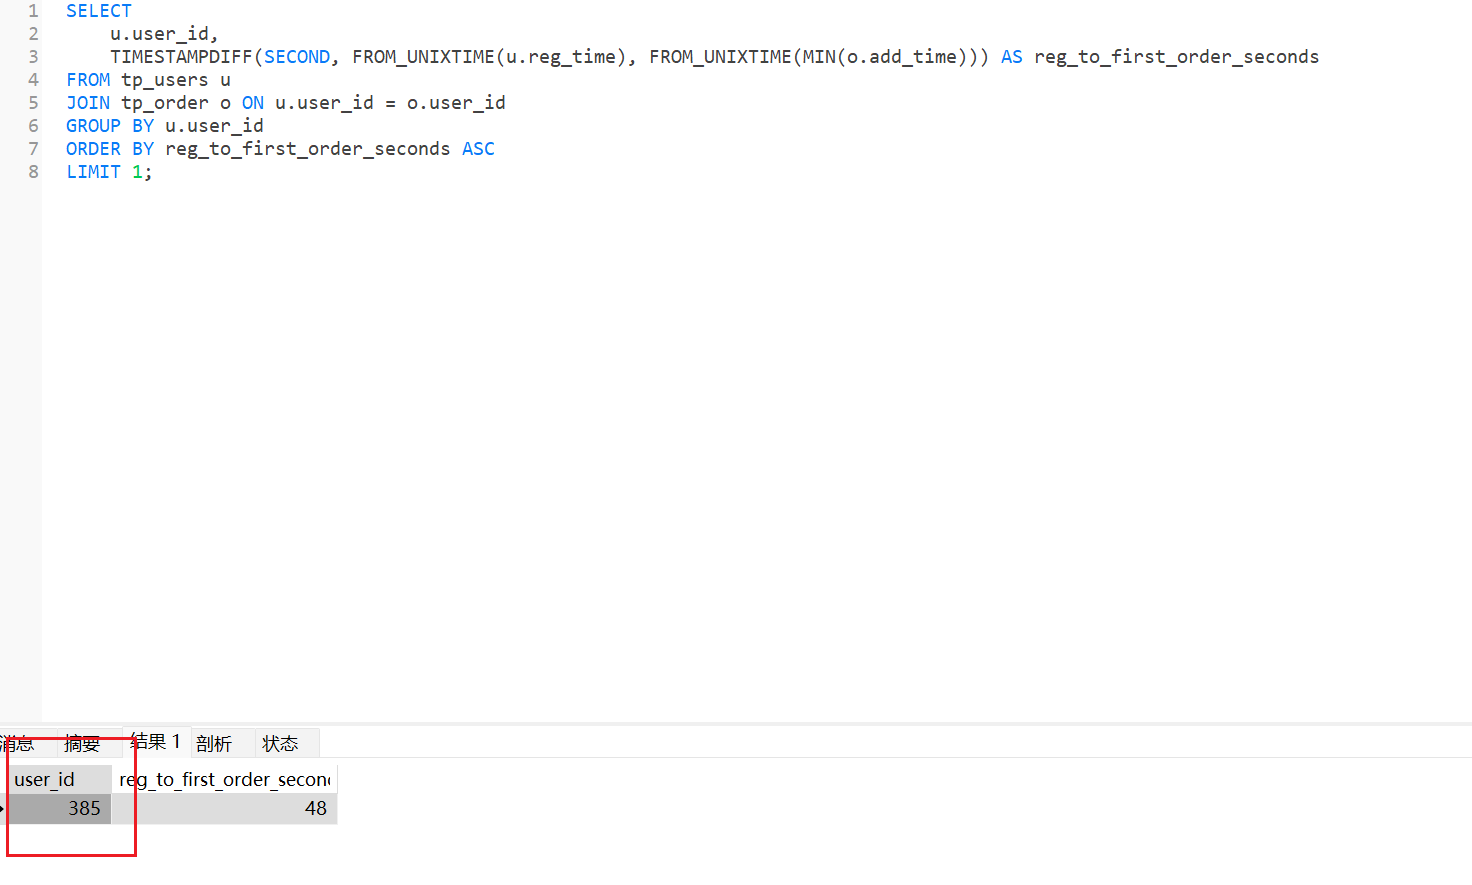 1 SELECT
2 u.user_id,
3 TIMESTAMPDIFF(SECOND, FROM_UNIXTIME(u.reg_time), FROM_UNIXTIME(MIN(o.add_time))) AS reg_to_first_order_seconds
4 FROM tp_users u
5 JOIN tp_order o ON u.user_id = o.user_id
6 GROUP BY u.user_id
7 ORDER BY reg_to_first_order_seconds ASC
8 LIMIT 1;
消息 摘要 结果 1 剖析 状态
user_id reg_to_first_order_secon
385 48